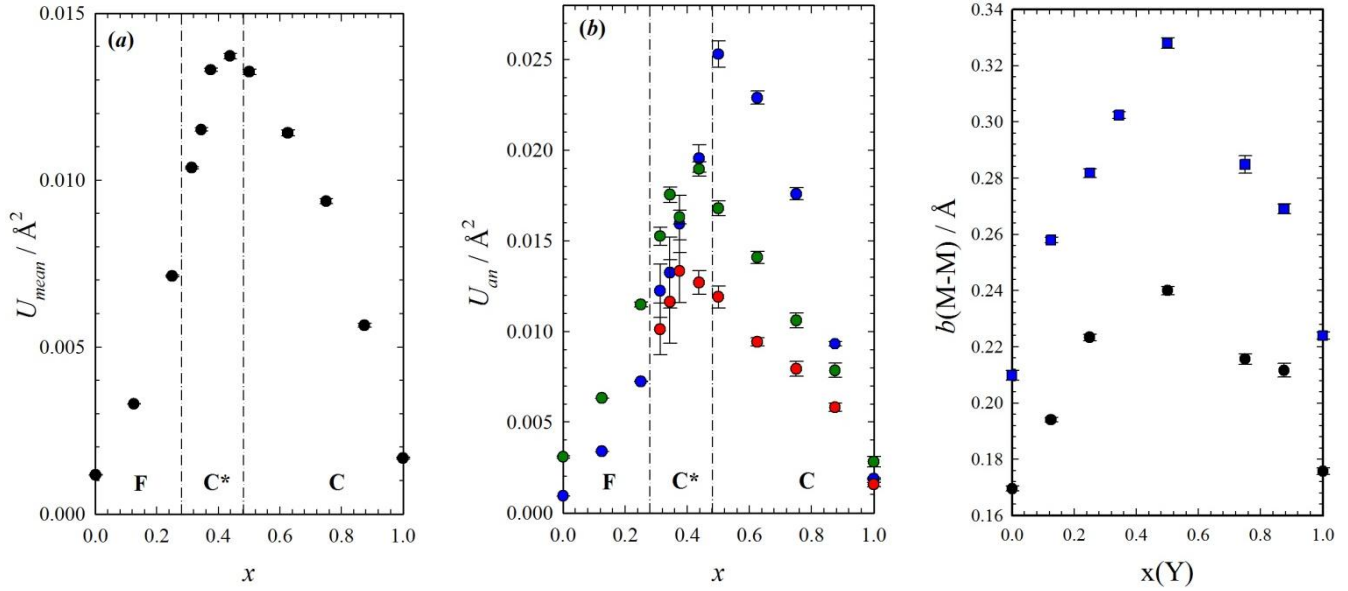 (a)
0.015
0.010
0.005
0.000
U_mean / Å²
F
C*
C
0.0 0.2 0.4 0.6 0.8 1.0
x
(b)
0.025
0.020
0.015
0.010
0.005
0.000
U_an / Å²
F
C*
C
0.0 0.2 0.4 0.6 0.8 1.0
x
0.34
0.32
0.30
0.28
0.26
0.24
0.22
0.20
0.18
0.16
b(M-M) / Å
0.0 0.2 0.4 0.6 0.8 1.0
x(Y)